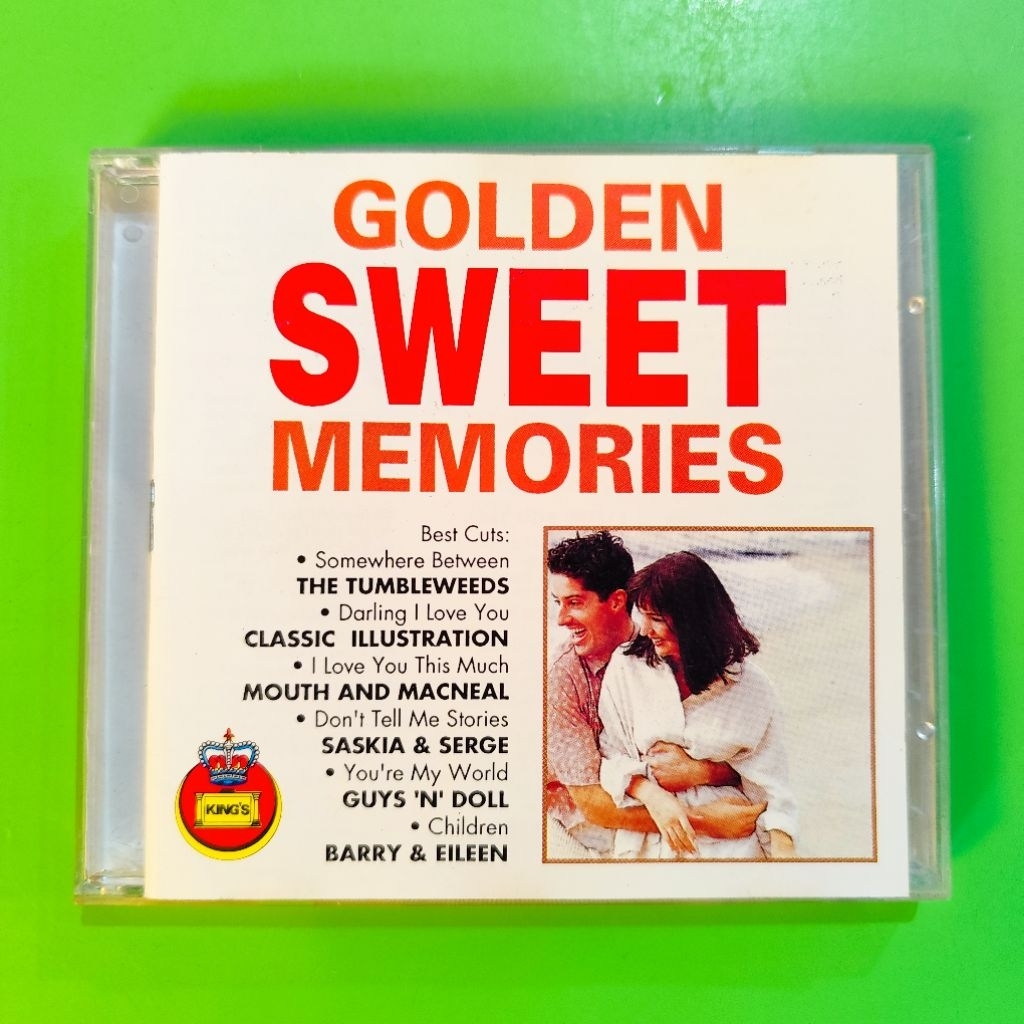 GOLDEN
SWEET
MEMORIES
Best Cuts:
• Somewhere Between
THE TUMBLEWEEDS
• Darling I Love You
CLASSIC ILLUSTRATION
• I Love You This Much
MOUTH AND MACNEAL
• Don't Tell Me Stories
SASKIA & SERGE
• You're My World
GUYS 'N' DOLL
• Children
BARRY & EILEEN
KING'S